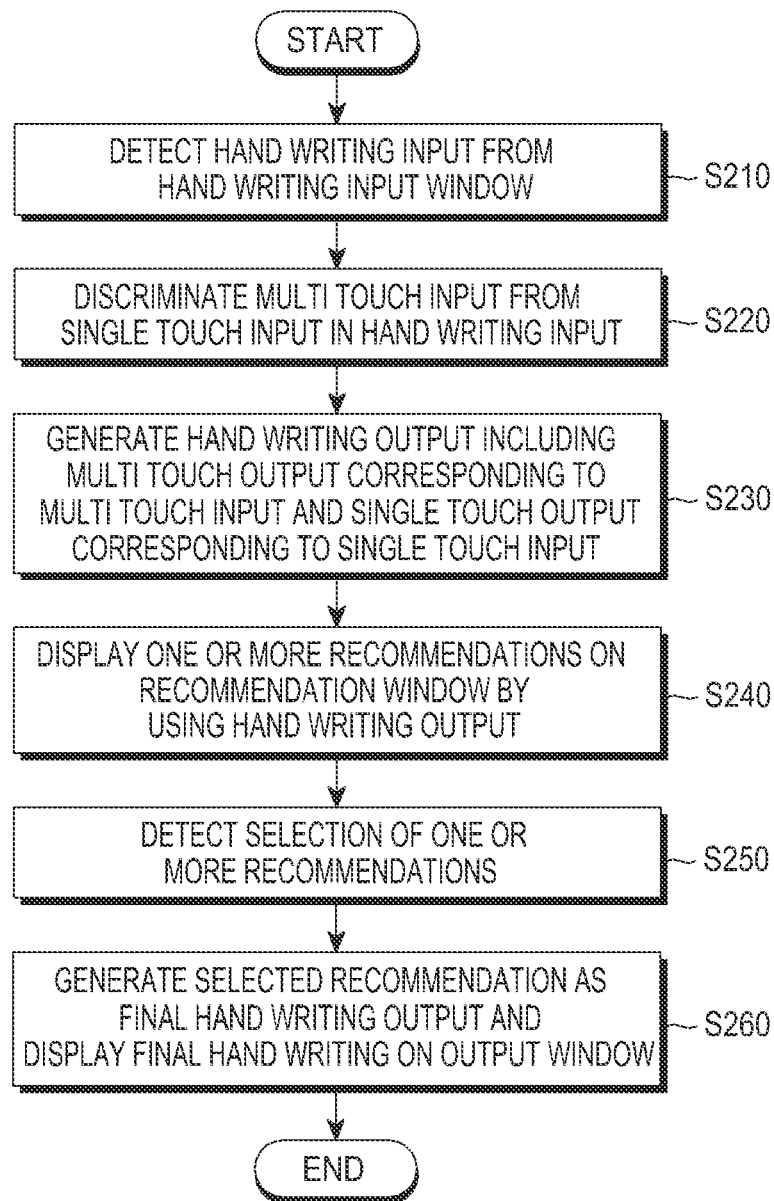 START
DETECT HAND WRITING INPUT FROM
HAND WRITING INPUT WINDOW
S210
DISCRIMINATE MULTI TOUCH INPUT FROM
SINGLE TOUCH INPUT IN HAND WRITING INPUT
S220
GENERATE HAND WRITING OUTPUT INCLUDING
MULTI TOUCH OUTPUT CORRESPONDING TO
MULTI TOUCH INPUT AND SINGLE TOUCH OUTPUT
CORRESPONDING TO SINGLE TOUCH INPUT
S230
DISPLAY ONE OR MORE RECOMMENDATIONS ON
RECOMMENDATION WINDOW BY
USING HAND WRITING OUTPUT
S240
DETECT SELECTION OF ONE OR
MORE RECOMMENDATIONS
S250
GENERATE SELECTED RECOMMENDATION AS
FINAL HAND WRITING OUTPUT AND
DISPLAY FINAL HAND WRITING ON OUTPUT WINDOW
S260
END